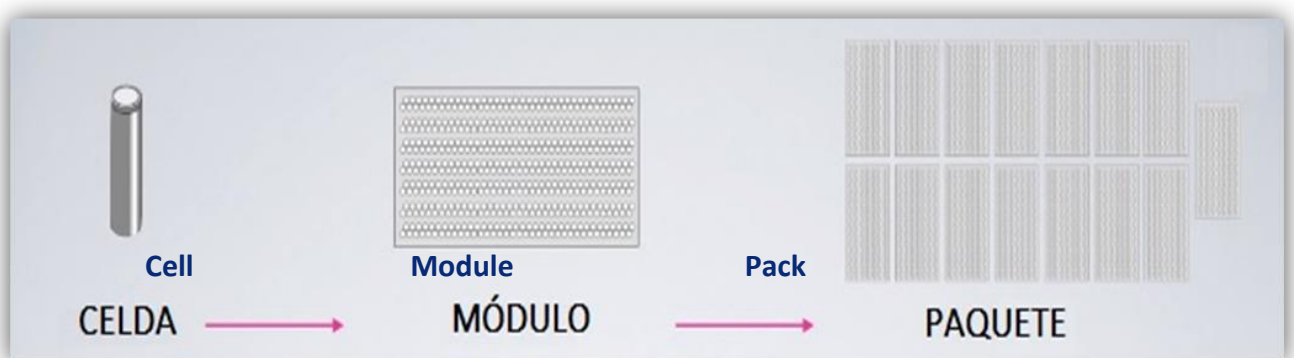 Cell
Module
Pack
CELDA
MÓDULO
PAQUETE